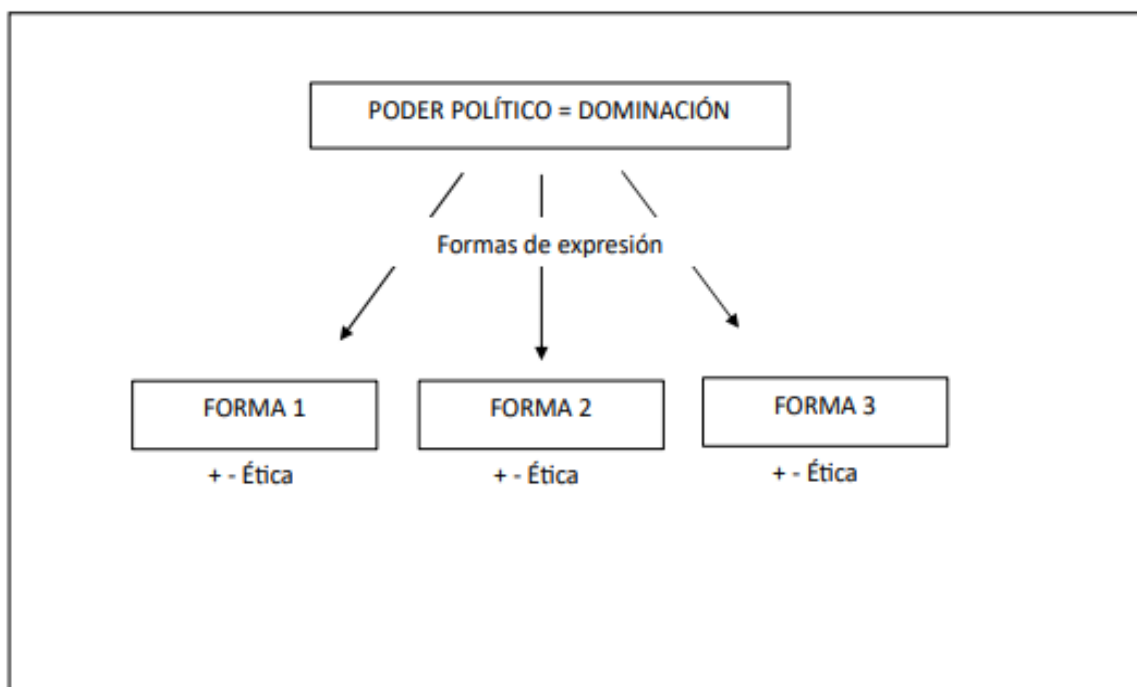 PODER POLÍTICO = DOMINACIÓN
Formas de expresión
FORMA 1
FORMA 2
FORMA 3
+ - Ética
+ - Ética
+ - Ética